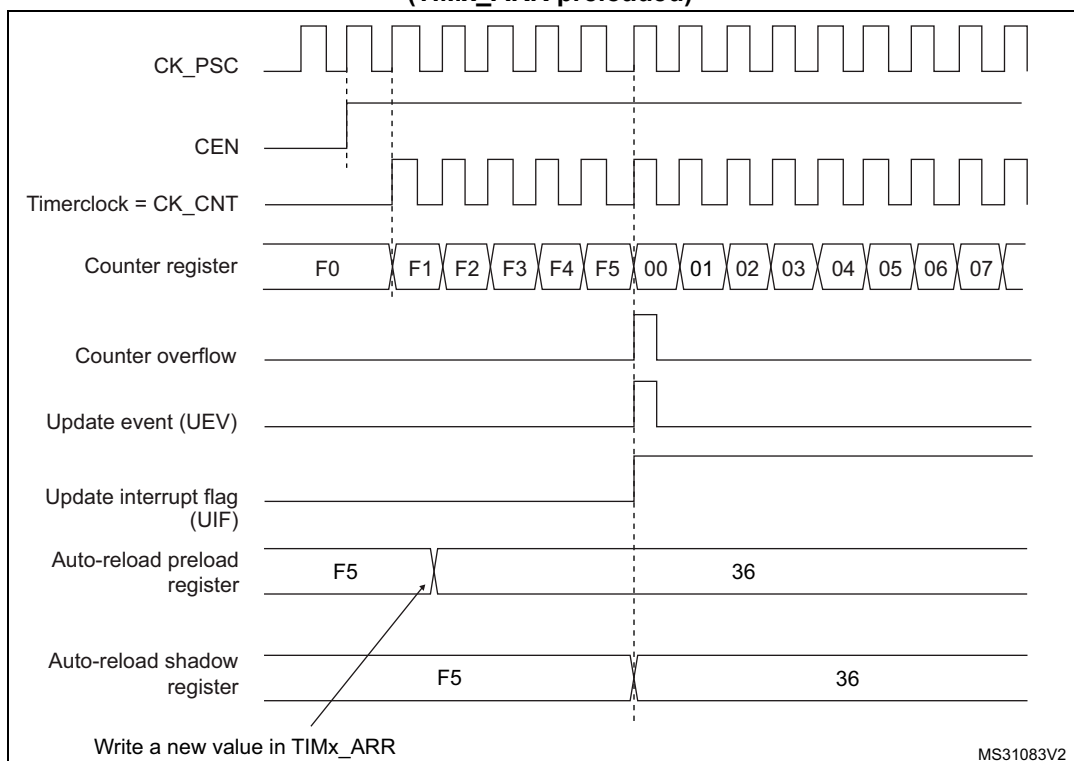 (TIMx_ARR preloaded)
CK_PSC
CEN
Timerclock = CK_CNT
Counter register
F0 F1 F2 F3 F4 F5 00 01 02 03 04 05 06 07
Counter overflow
Update event (UEV)
Update interrupt flag
(UIF)
Auto-reload preload
register
F5 36
Auto-reload shadow
register
F5 36
Write a new value in TIMx_ARR
MS31083V2